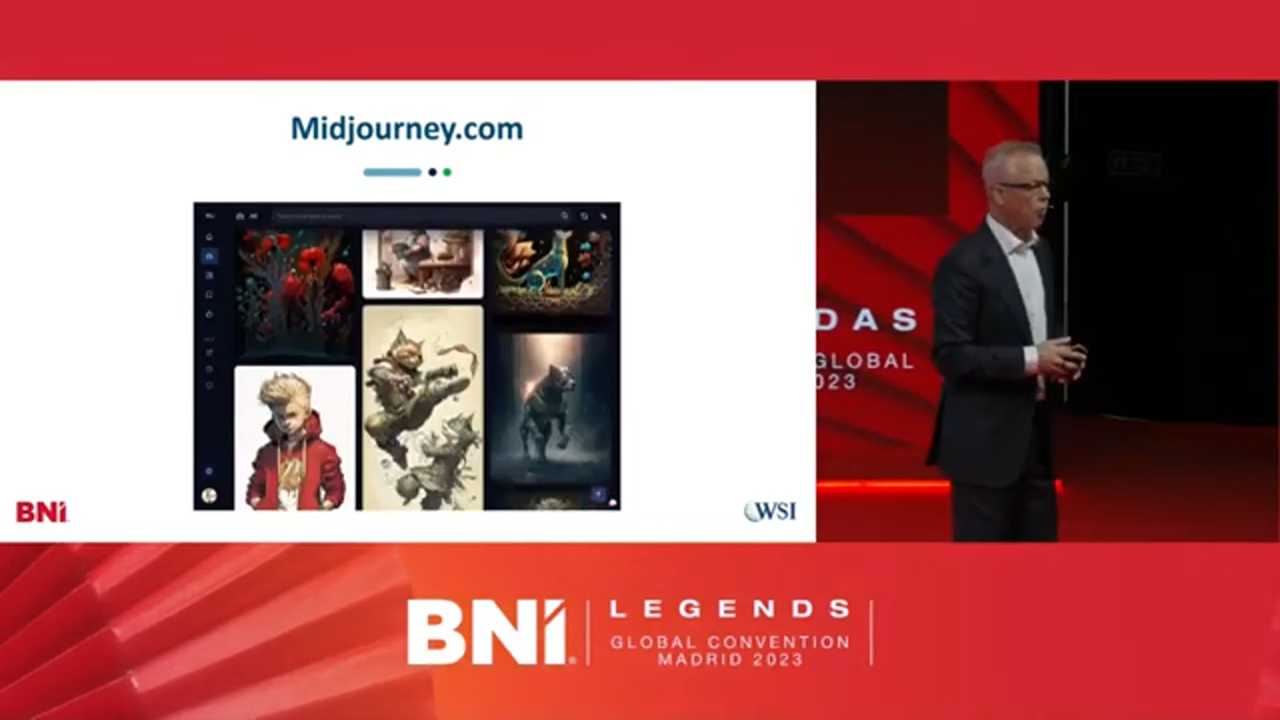 Midjourney.com
BNI
WSI
DAS
GLOBAL
023
BNI®
LEGENDS
GLOBAL CONVENTION
MADRID 2023